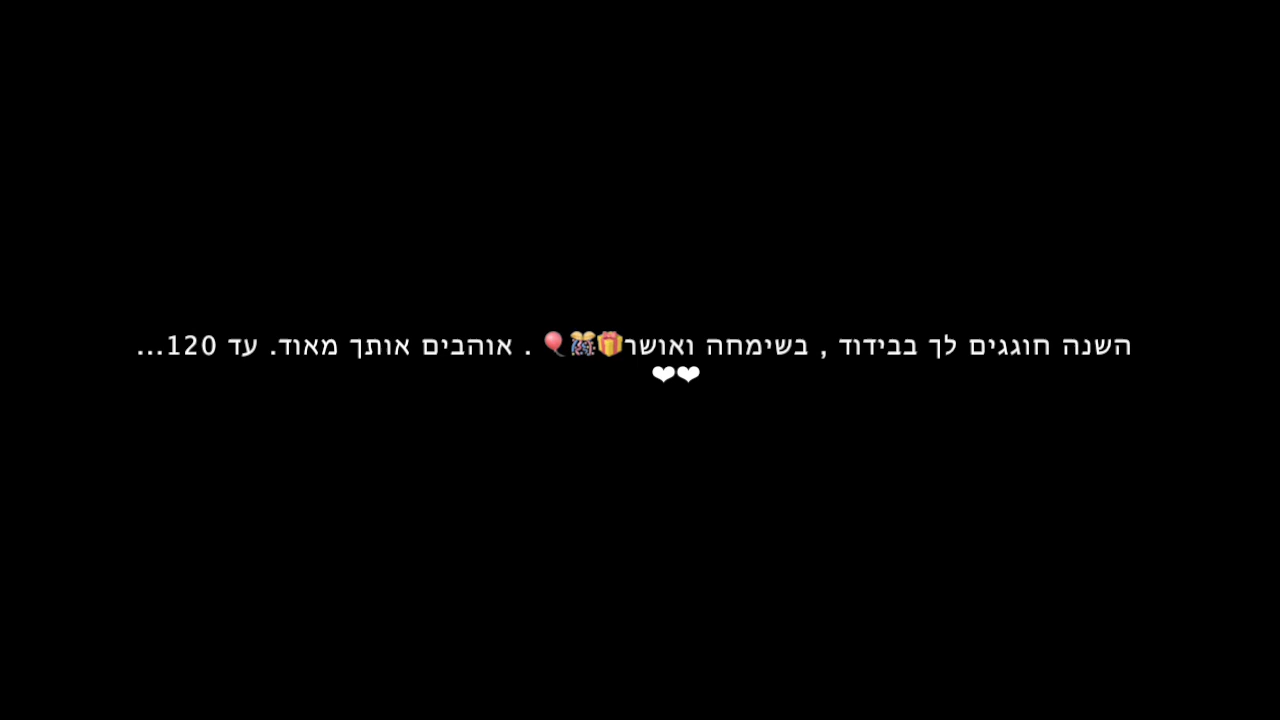 השנה חוגגים לך בבידוד , בשימחה ואושר🎁🎊🎈 . אוהבים אותך מאוד. עד 120...
❤❤